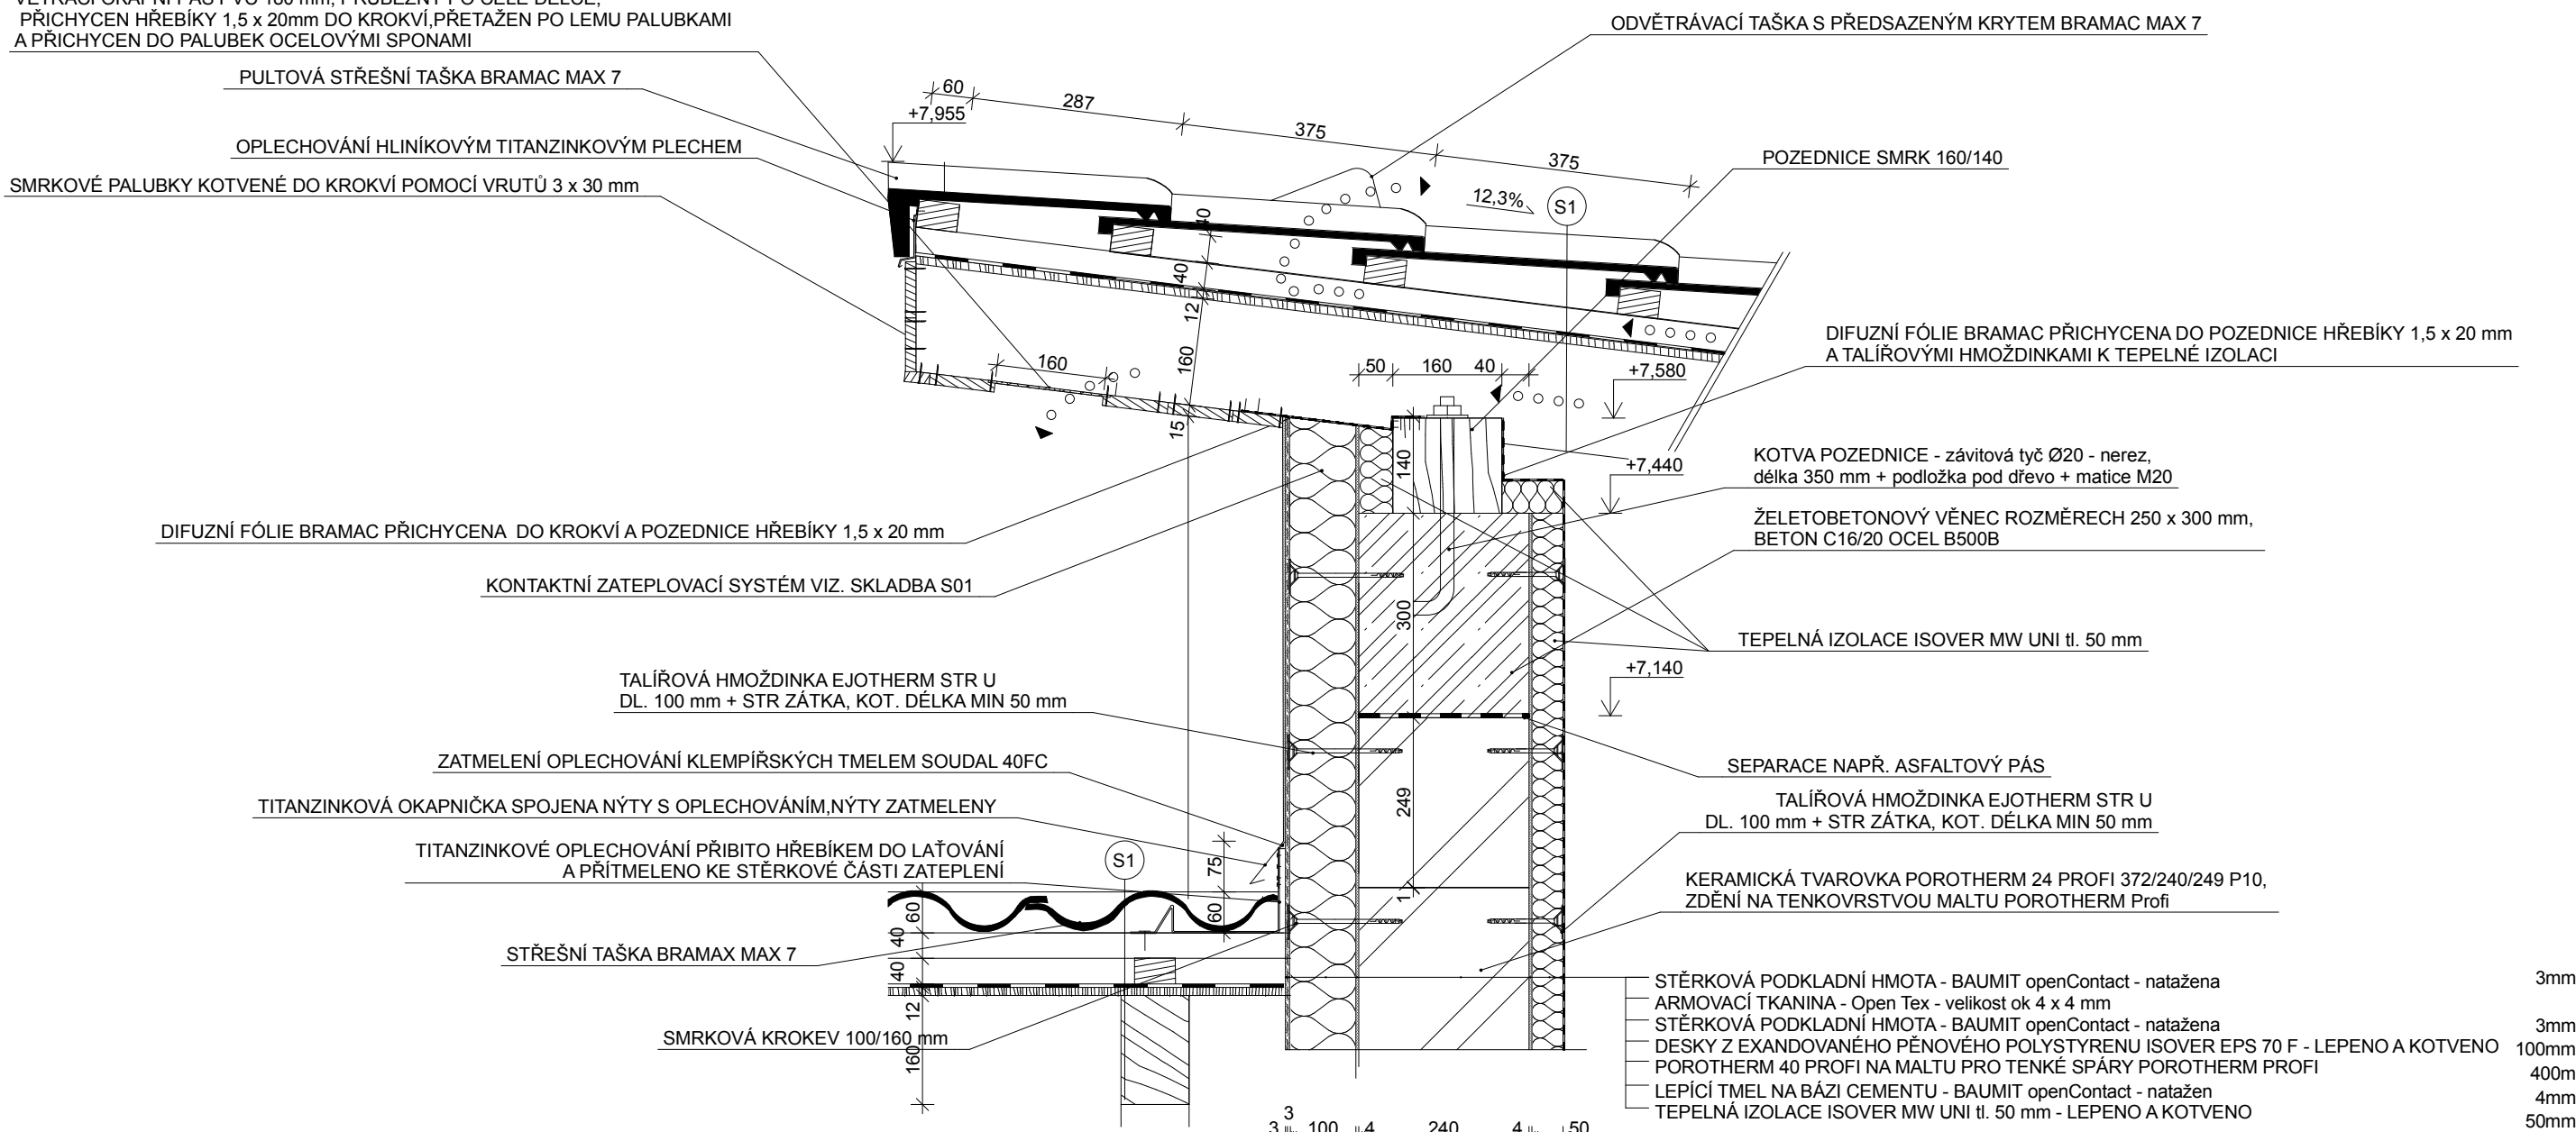 PŘICHYCEN HŘEBÍKY 1,5 x 20mm DO KROKVÍ,PŘETAŽEN PO LEMU PALUBKAMI
A PŘICHYCEN DO PALUBEK OCELOVÝMI SPONAMI
PULTOVÁ STŘEŠNÍ TAŠKA BRAMAC MAX 7
OPLECHOVÁNÍ HLINÍKOVÝM TITANZINKOVÝM PLECHEM
SMRKOVÉ PALUBKY KOTVENÉ DO KROKVÍ POMOCÍ VRUTŮ 3 x 30 mm
ODVĚTRÁVACÍ TAŠKA S PŘEDSAZENÝM KRYTEM BRAMAC MAX 7
60
287
375
375
+7,955
12,3%
S1
POZEDNICE SMRK 160/140
40
40
12
160
160
15
50
160
40
+7,580
DIFUZNÍ FÓLIE BRAMAC PŘICHYCENA DO POZEDNICE HŘEBÍKY 1,5 x 20 mm
A TALÍŘOVÝMI HMOŽDINKAMI K TEPELNÉ IZOLACI
140
+7,440
KOTVA POZEDNICE - závitová tyč Ø20 - nerez,
délka 350 mm + podložka pod dřevo + matice M20
ŽELETOBETONOVÝ VĚNEC ROZMĚRECH 250 x 300 mm,
BETON C16/20 OCEL B500B
DIFUZNÍ FÓLIE BRAMAC PŘICHYCENA DO KROKVÍ A POZEDNICE HŘEBÍKY 1,5 x 20 mm
KONTAKTNÍ ZATEPLOVACÍ SYSTÉM VIZ. SKLADBA S01
300
TEPELNÁ IZOLACE ISOVER MW UNI tl. 50 mm
+7,140
TALÍŘOVÁ HMOŽDINKA EJOTHERM STR U
DL. 100 mm + STR ZÁTKA, KOT. DÉLKA MIN 50 mm
ZATMELENÍ OPLECHOVÁNÍ KLEMPÍŘSKÝCH TMELEM SOUDAL 40FC
TITANZINKOVÁ OKAPNIČKA SPOJENA NÝTY S OPLECHOVÁNÍM,NÝTY ZATMELENY
TITANZINKOVÉ OPLECHOVÁNÍ PŘIBITO HŘEBÍKEM DO LAŤOVÁNÍ
A PŘÍTMELENO KE STĚRKOVÉ ČÁSTI ZATEPLENÍ
S1
75
60
249
1
SEPARACE NAPŘ. ASFALTOVÝ PÁS
TALÍŘOVÁ HMOŽDINKA EJOTHERM STR U
DL. 100 mm + STR ZÁTKA, KOT. DÉLKA MIN 50 mm
KERAMICKÁ TVAROVKA POROTHERM 24 PROFI 372/240/249 P10,
ZDĚNÍ NA TENKOVRSTVOU MALTU POROTHERM Profi
60
40
40
12
160
STŘEŠNÍ TAŠKA BRAMAX MAX 7
SMRKOVÁ KROKEV 100/160 mm
STĚRKOVÁ PODKLADNÍ HMOTA - BAUMIT openContact - natažena 3mm
ARMOVACÍ TKANINA - Open Tex - velikost ok 4 x 4 mm
STĚRKOVÁ PODKLADNÍ HMOTA - BAUMIT openContact - natažena 3mm
DESKY Z EXANDOVANÉHO PĚNOVÉHO POLYSTYRENU ISOVER EPS 70 F - LEPENO A KOTVENO 100mm
POROTHERM 40 PROFI NA MALTU PRO TENKÉ SPÁRY POROTHERM PROFI 400m
LEPÍCÍ TMEL NA BÁZI CEMENTU - BAUMIT openContact - natažen 4mm
TEPELNÁ IZOLACE ISOVER MW UNI tl. 50 mm - LEPENO A KOTVENO 50mm
3
3 100 4 240 4 50